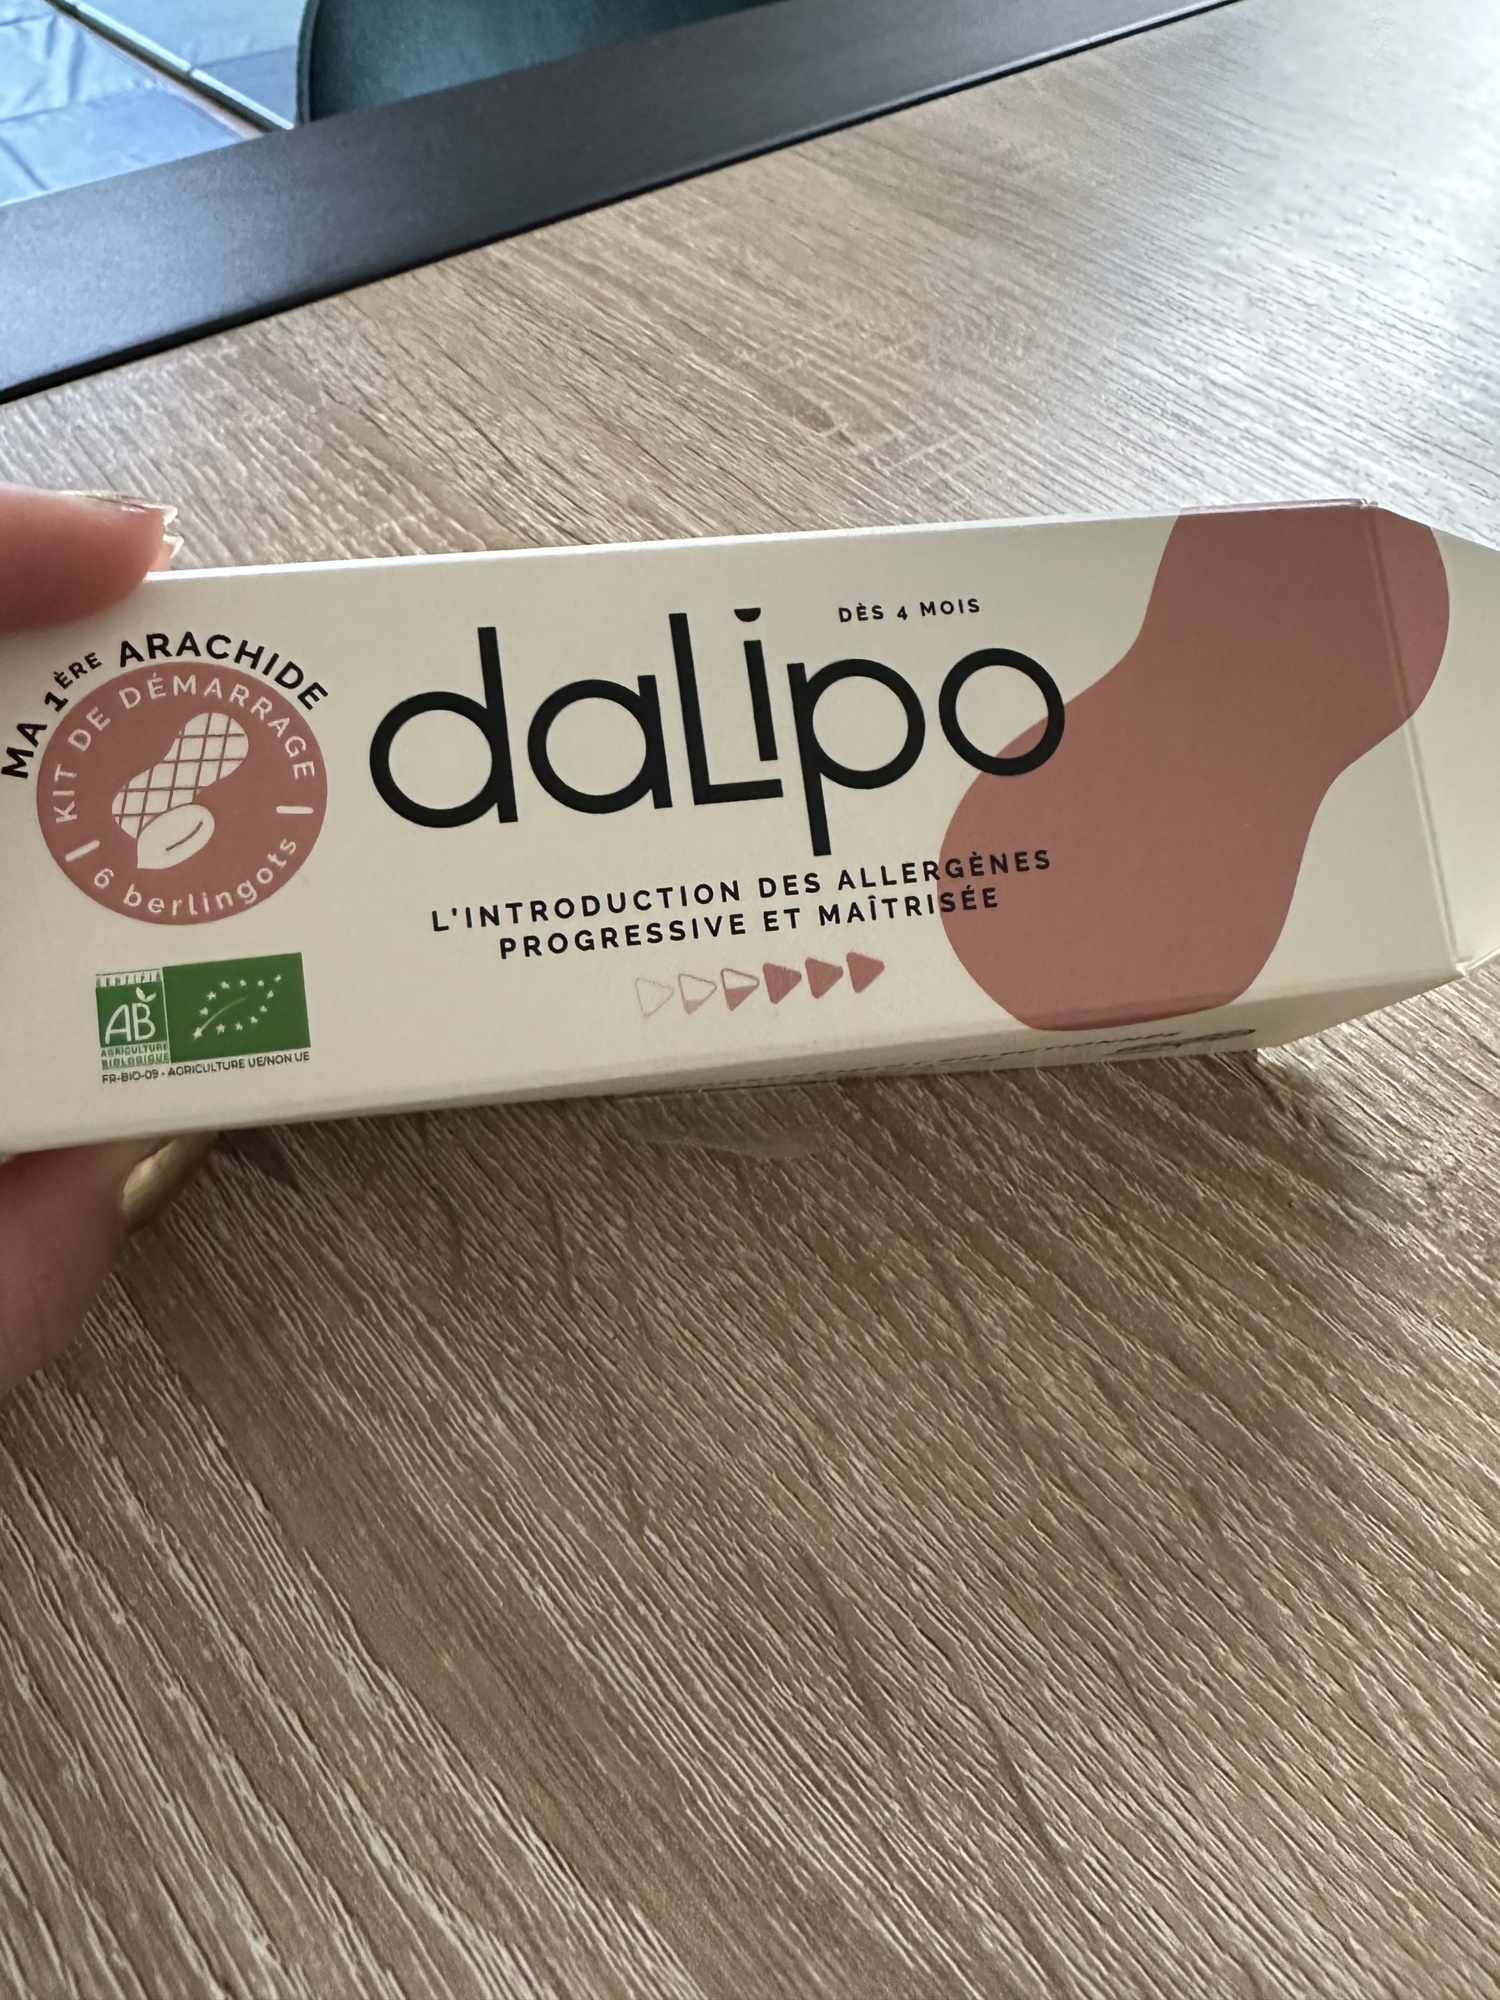 MA 1ÈRE ARACHIDE
KIT DE DÉMARRAGE
6 berlingots
DÈS 4 MOIS
daLipo
L'INTRODUCTION DES ALLERGÈNES
PROGRESSIVE ET MAÎTRISÉE
CERTIFIÉ
AB
AGRICULTURE
BIOLOGIQUE
FR-BIO-09 - AGRICULTURE UE/NON UE